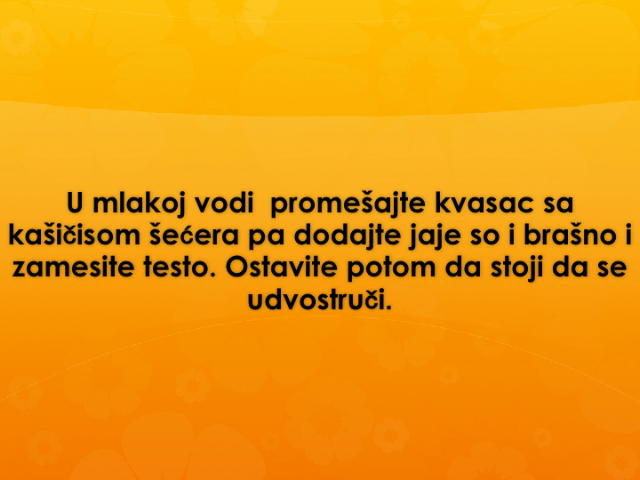 U mlakoj vodi  promešajte kvasac sa
kašičisom šećera pa dodajte jaje so i brašno i
zamesite testo. Ostavite potom da stoji da se
udvostruči.